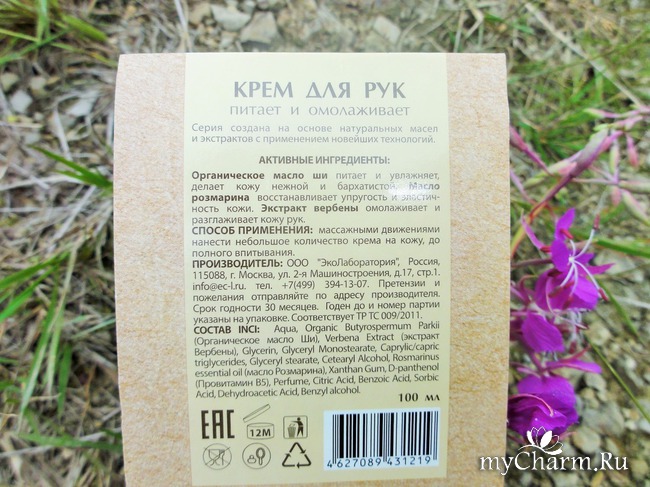 КРЕМ ДЛЯ РУК
питает и омолаживает
Серия создана на основе натуральных масел
и экстрактов с применением новейших технологий.
АКТИВНЫЕ ИНГРЕДИЕНТЫ:
Органическое масло ши питает и увлажняет,
делает кожу нежной и бархатистой. Масло
розмарина восстанавливает упругость и эластич-
ность кожи. Экстракт вербены омолаживает и
разглаживает кожу рук.
СПОСОБ ПРИМЕНЕНИЯ: массажными движениями
нанести небольшое количество крема на кожу, до
полного впитывания.
ПРОИЗВОДИТЕЛЬ: ООО "ЭкоЛаборатория", Россия,
115088, г. Москва, ул. 2-я Машиностроения, д.17, стр.1.
info@ec-l.ru. тел.+7(499) 394-13-07. Претензии и
пожелания отправляйте по адресу производителя.
Срок годности 30 месяцев. Годен до и номер партии
указаны на упаковке. Соответствует ТР ТС 009/2011.
СОСТАВ INCI: Aqua, Organic Butyrospermum Parkii
(Органическое масло Ши), Verbena Extract (экстракт
Вербены), Glycerin, Glyceryl Monostearate, Caprylic/capric
triglycerides, Glyceryl stearate, Cetearyl Alcohol, Rosmarinus
essential oil (масло Розмарина), Xanthan Gum, D-panthenol
(Провитамин B5), Perfume, Citric Acid, Benzoic Acid, Sorbic
Acid, Dehydroacetic Acid, Benzyl alcohol.
100 мл
EAC
12М
4 627089 431219
myCharm.Ru